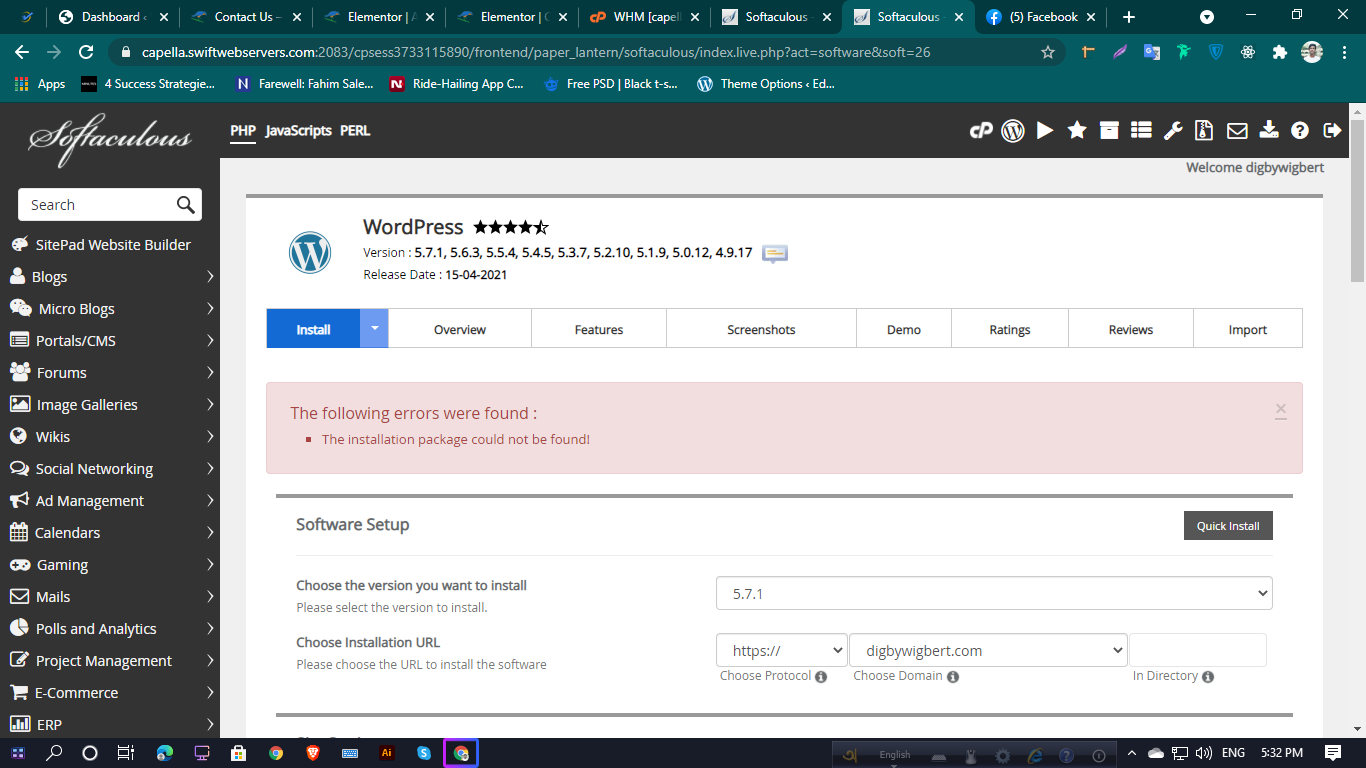 Dashboard ‹
Contact Us –
Elementor | A
Elementor | C
WHM [capell
Softaculous -
Softaculous -
(5) Facebook
capella.swiftwebservers.com:2083/cpsess3733115890/frontend/paper_lantern/softaculous/index.live.php?act=software&soft=26
Apps
4 Success Strategie...
Farewell: Fahim Sale...
Ride-Hailing App C...
Free PSD | Black t-s...
Theme Options ‹ Ed...
Softaculous
PHP JavaScripts PERL
Welcome digbywigbert
Search
SitePad Website Builder
Blogs
Micro Blogs
Portals/CMS
Forums
Image Galleries
Wikis
Social Networking
Ad Management
Calendars
Gaming
Mails
Polls and Analytics
Project Management
E-Commerce
ERP
WordPress
Version : 5.7.1, 5.6.3, 5.5.4, 5.4.5, 5.3.7, 5.2.10, 5.1.9, 5.0.12, 4.9.17
Release Date : 15-04-2021
Install
Overview
Features
Screenshots
Demo
Ratings
Reviews
Import
The following errors were found :
The installation package could not be found!
Software Setup
Quick Install
Choose the version you want to install
Please select the version to install.
5.7.1
Choose Installation URL
Please choose the URL to install the software
https://
digbywigbert.com
Choose Protocol
Choose Domain
In Directory
English
ENG
5:32 PM